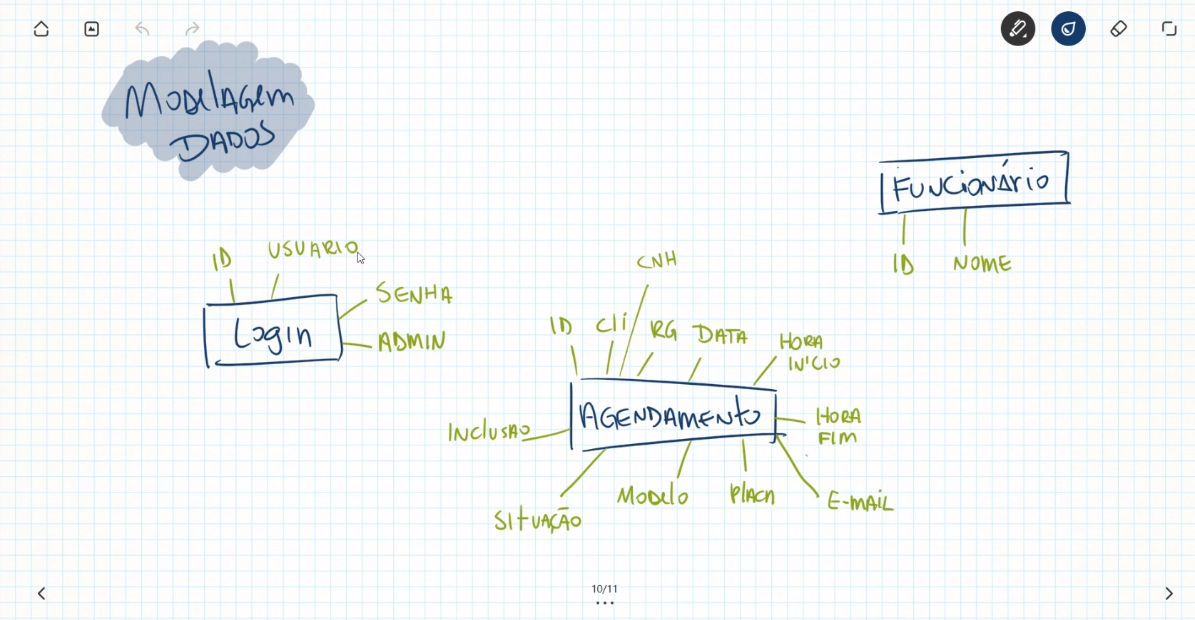 Modelagem
DADOS
Funcionário
ID
NOME
ID
USUARIO
SENHA
Login
ADMIN
CNH
ID
Cli
RG
DATA
HORA
INÍCIO
AGENDAMENTO
HORA
FIM
INCLUSAO
SITUAÇÃO
Modelo
PlACA
E-MAIL
10/11